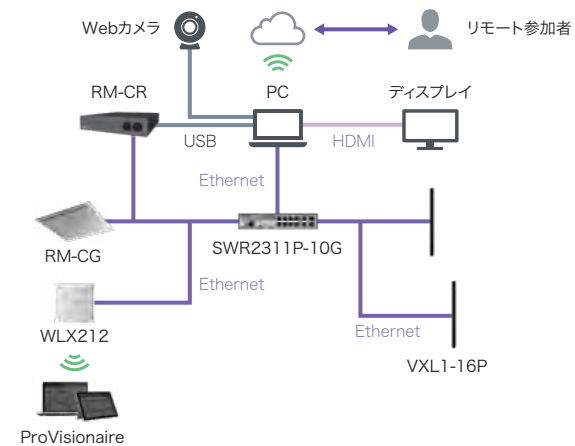 Webカメラ
リモート参加者
RM-CR
PC
ディスプレイ
USB
HDMI
Ethernet
SWR2311P-10G
RM-CG
Ethernet
WLX212
Ethernet
VXL1-16P
ProVisionaire